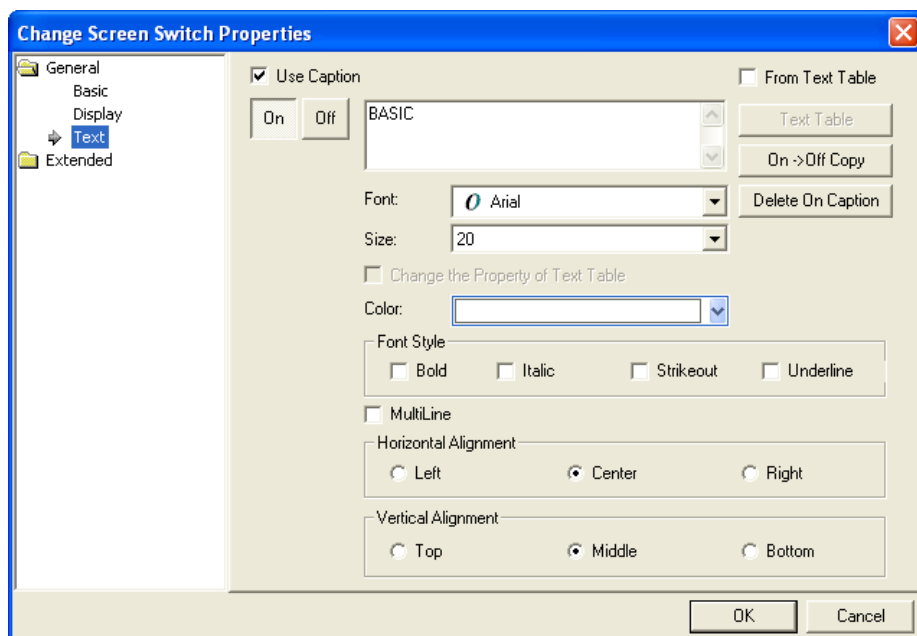 Change Screen Switch Properties
General
Basic
Display
Text
Extended
Use Caption
From Text Table
On
Off
BASIC
Text Table
On ->Off Copy
Delete On Caption
Font:
O Arial
Size:
20
Change the Property of Text Table
Color:
Font Style
Bold
Italic
Strikeout
Underline
MultiLine
Horizontal Alignment
Left
Center
Right
Vertical Alignment
Top
Middle
Bottom
OK
Cancel